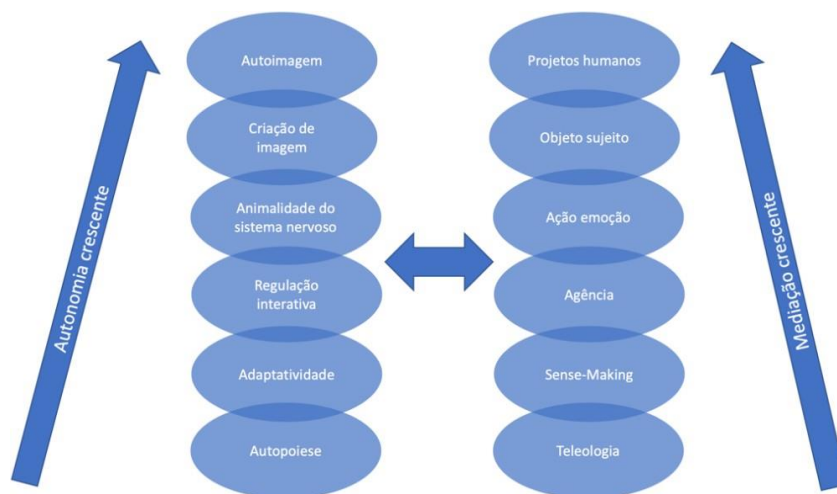 Autonomia crescente
Autoimagem
Criação de
imagem
Animalidade do
sistema nervoso
Regulação
interativa
Adaptatividade
Autopoiese
Projetos humanos
Objeto sujeito
Ação emoção
Agência
Sense-Making
Teleologia
Mediação crescente